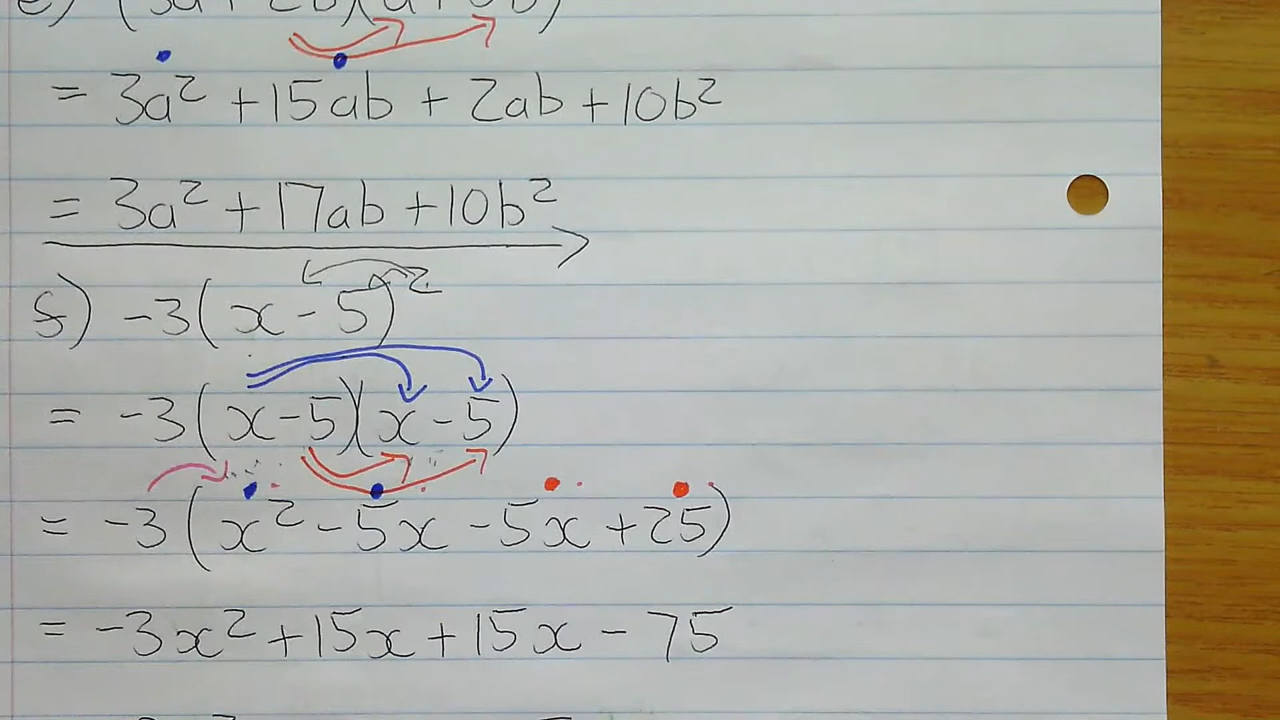 = 3a² + 15ab + 2ab + 10b²
= 3a² + 17ab + 10b²
f) -3(x - 5)²
= -3(x - 5)(x - 5)
= -3(x² - 5x - 5x + 25)
= -3x² + 15x + 15x - 75